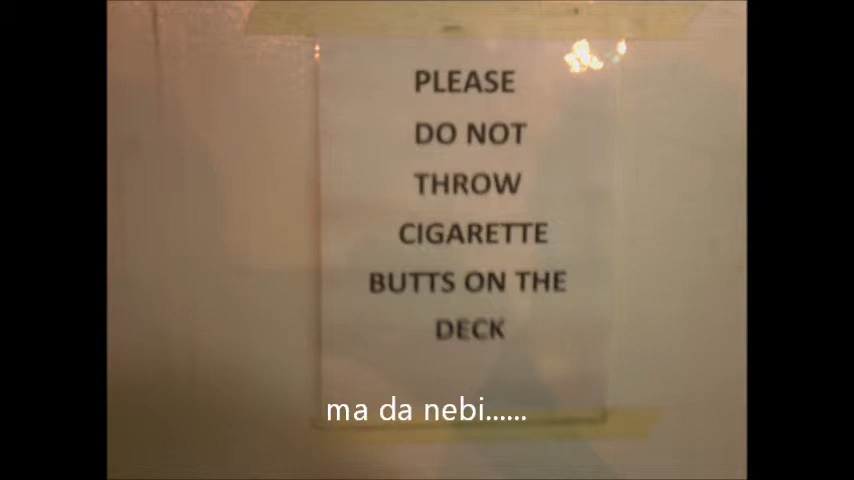 PLEASE
DO NOT
THROW
CIGARETTE
BUTTS ON THE
DECK
ma da nebi......